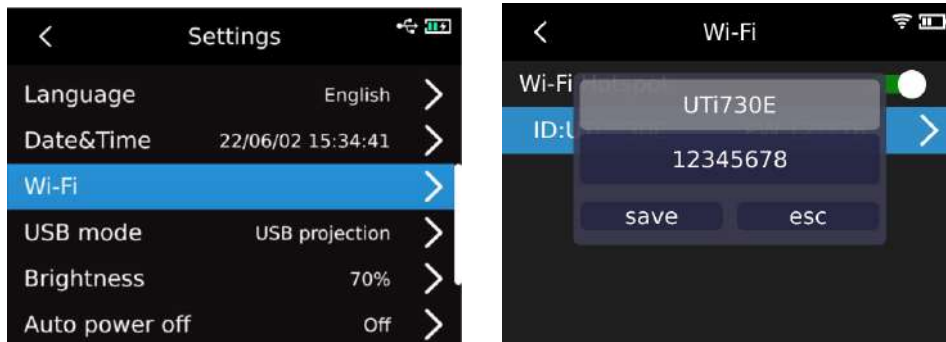 Settings
Language English
Date&Time 22/06/02 15:34:41
Wi-Fi
USB mode USB projection
Brightness 70%
Auto power off Off
Wi-Fi
Wi-Fi Hotspot
UTi730E
ID:U
12345678
save esc